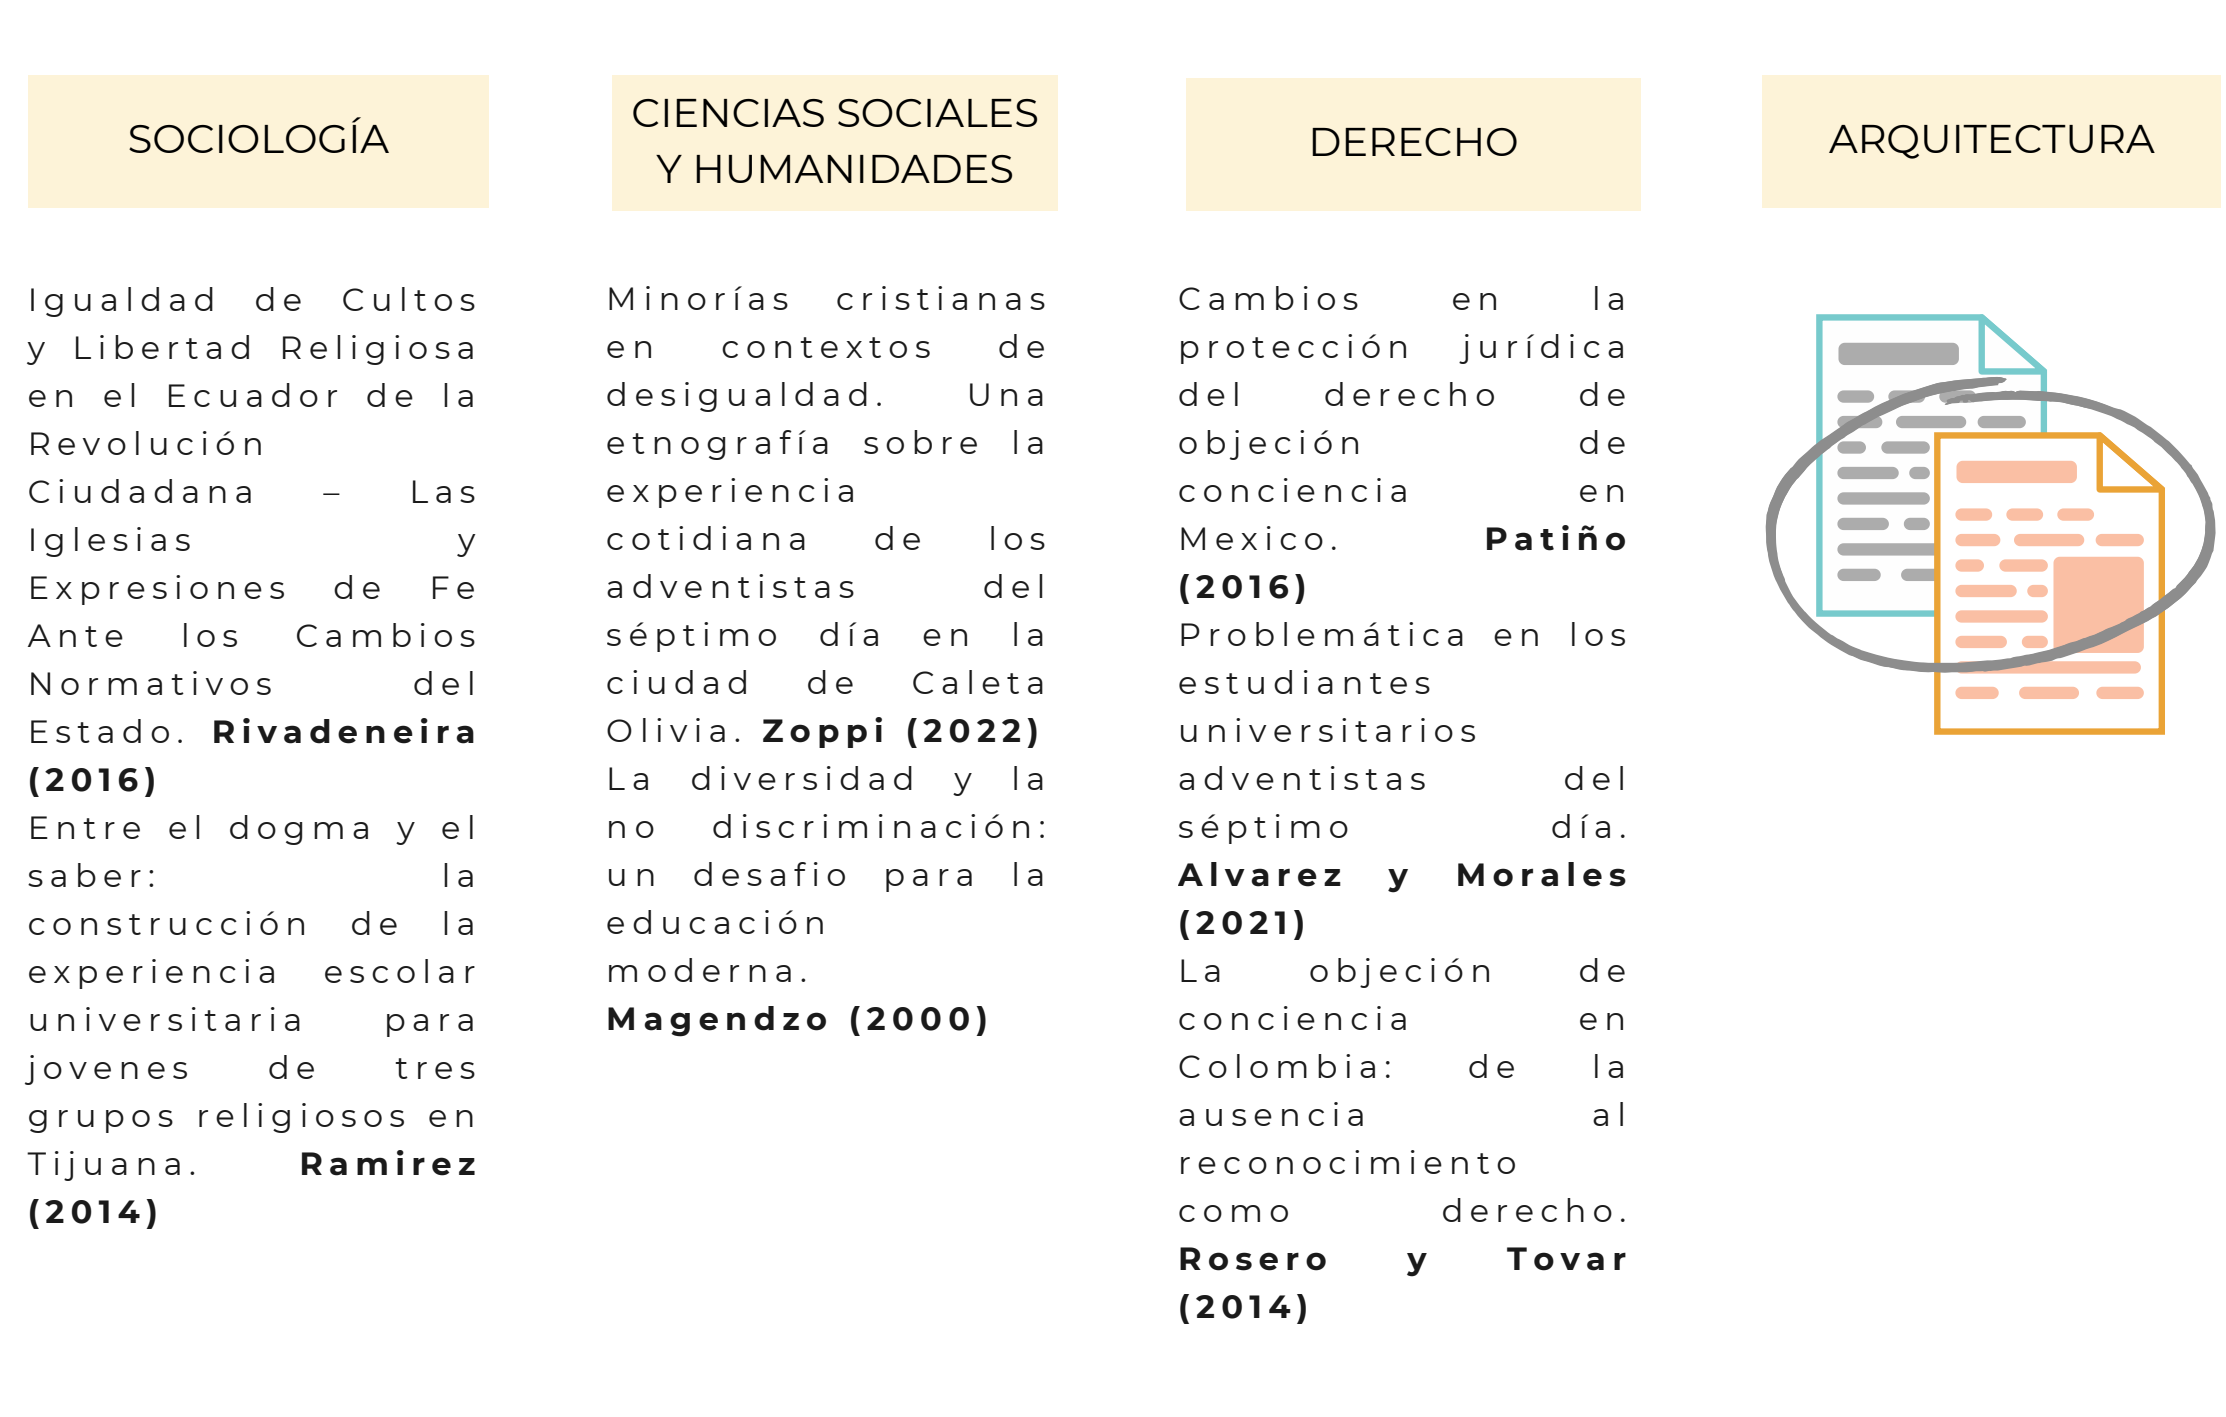 SOCIOLOGÍA
Igualdad de Cultos
y Libertad Religiosa
en el Ecuador de la
Revolución
Ciudadana – Las
Iglesias y
Expresiones de Fe
Ante los Cambios
Normativos del
Estado. Rivadeneira
(2016)
Entre el dogma y el
saber: la
construcción de la
experiencia escolar
universitaria para
jovenes de tres
grupos religiosos en
Tijuana. Ramirez
(2014)
CIENCIAS SOCIALES
Y HUMANIDADES
Minorías cristianas
en contextos de
desigualdad. Una
etnografía sobre la
experiencia
cotidiana de los
adventistas del
séptimo día en la
ciudad de Caleta
Olivia. Zoppi (2022)
La diversidad y la
no discriminación:
un desafio para la
educación
moderna.
Magendzo (2000)
DERECHO
Cambios en la
protección jurídica
del derecho de
objeción de
conciencia en
Mexico. Patiño
(2016)
Problemática en los
estudiantes
universitarios
adventistas del
séptimo día.
Alvarez y Morales
(2021)
La objeción de
conciencia en
Colombia: de la
ausencia al
reconocimiento
como derecho.
Rosero y Tovar
(2014)
ARQUITECTURA